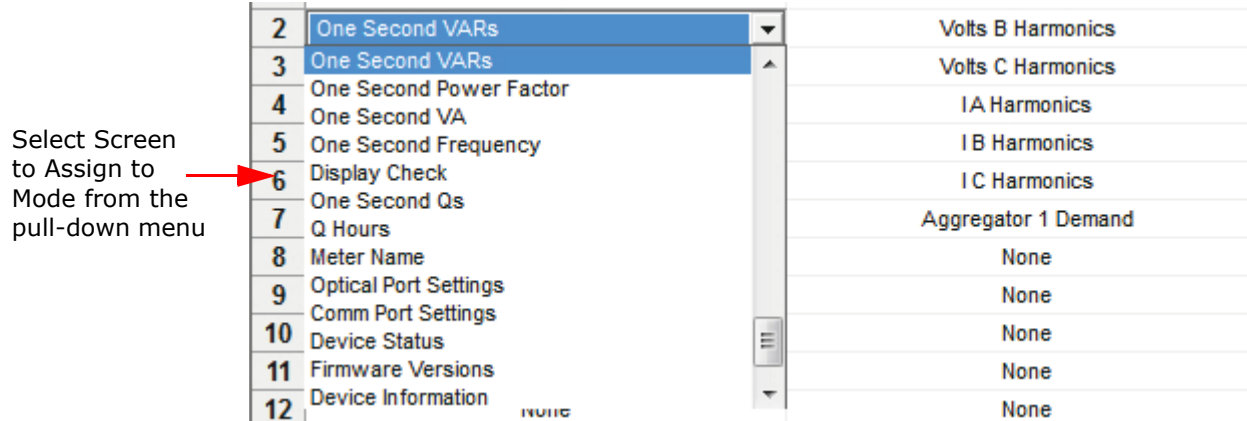 Select Screen
to Assign to
Mode from the
pull-down menu
2 One Second VARs Volts B Harmonics
3 One Second VARs Volts C Harmonics
One Second Power Factor
4 One Second VA I A Harmonics
5 One Second Frequency I B Harmonics
6 Display Check I C Harmonics
One Second Qs
7 Q Hours Aggregator 1 Demand
8 Meter Name None
9 Optical Port Settings None
Comm Port Settings
10 Device Status None
11 Firmware Versions None
Device Information
12 None None